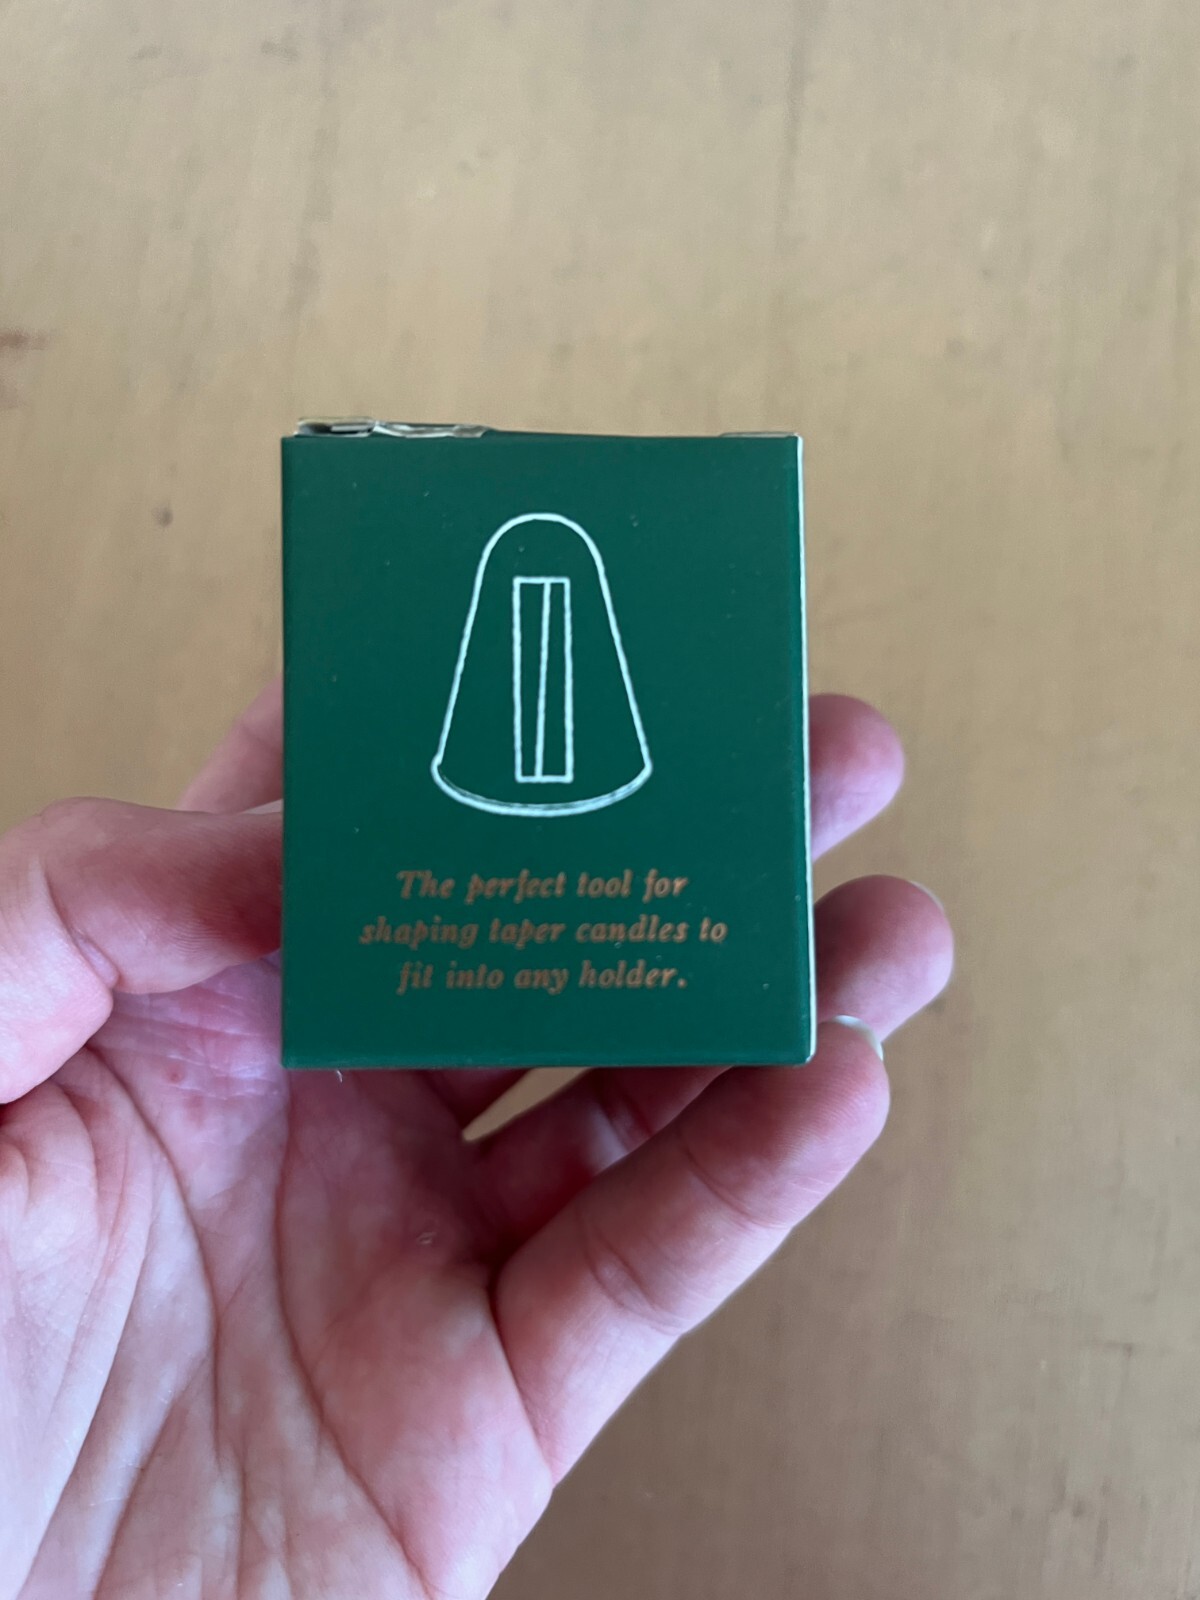 The perfect tool for
shaping taper candles to
fit into any holder.